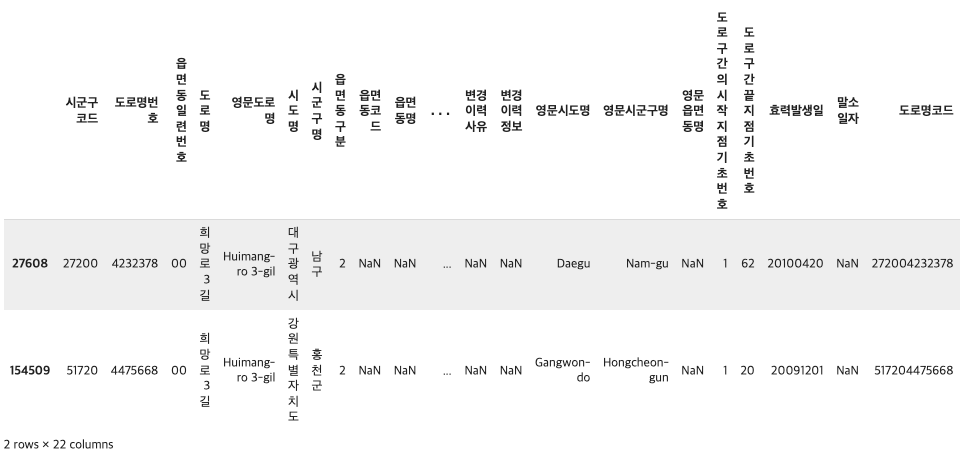 시군구코드 도로명번호 읍면동일련번호 도로명 영문도로명 시도명 시군구명 읍면동구분 읍면동코드 읍면동명 ... 변경이력사유 변경이력정보 영문시도명 영문시군구명 영문읍면동명 도로구간의시작지점기초번호 도로구간끝지점기초번호 효력발생일 말소일자 도로명코드
27608 27200 4232378 00 희망로3길 Huimang-ro 3-gil 대구광역시 남구 2 NaN NaN ... NaN NaN Daegu Nam-gu NaN 1 62 20100420 NaN 272004232378
154509 51720 4475668 00 희망로3길 Huimang-ro 3-gil 강원특별자치도 홍천군 2 NaN NaN ... NaN NaN Gangwon-do Hongcheon-gun NaN 1 20 20091201 NaN 517204475668
2 rows × 22 columns